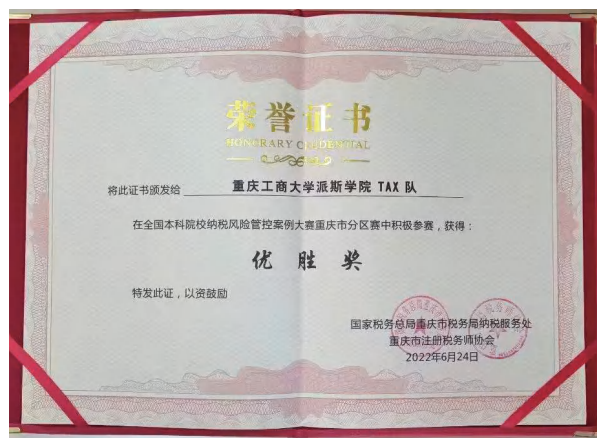 荣誉证书
HONORARY CREDENTIAL
将此证书颁发给 重庆工商大学派斯学院 TAX 队
在全国本科院校纳税风险管控案例大赛重庆市分区赛中积极参赛，获得：
优胜奖
特发此证，以资鼓励
国家税务总局重庆市税务局纳税服务处
重庆市注册税务师协会
2022年6月24日